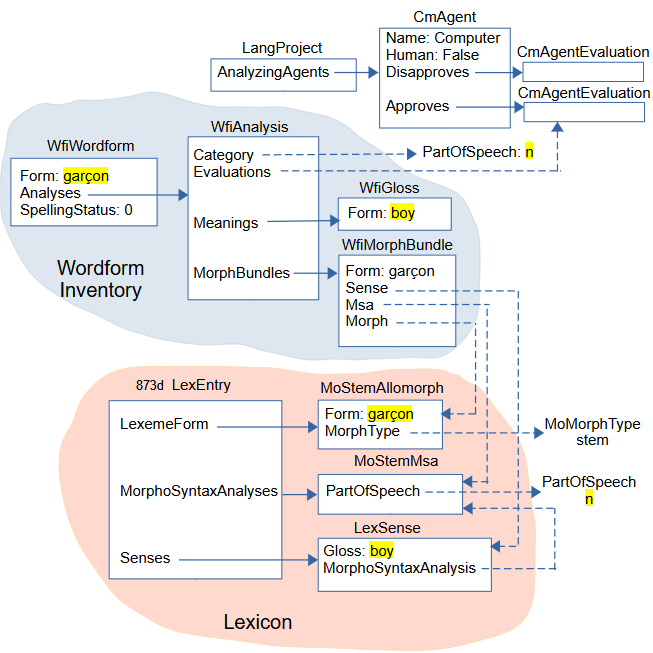 CmAgent
Name: Computer
Human: False
Disapproves
Approves
LangProject
AnalyzingAgents
CmAgentEvaluation
CmAgentEvaluation
WfiWordform
Form: garçon
Analyses
SpellingStatus: 0
WfiAnalysis
Category
Evaluations
Meanings
MorphBundles
PartOfSpeech: n
WfiGloss
Form: boy
WfiMorphBundle
Form: garçon
Sense
Msa
Morph
Wordform
Inventory
873d LexEntry
LexemeForm
MorphoSyntaxAnalyses
Senses
MoStemAllomorph
Form: garçon
MorphType
MoMorphType
stem
MoStemMsa
PartOfSpeech
PartOfSpeech
n
LexSense
Gloss: boy
MorphoSyntaxAnalysis
Lexicon